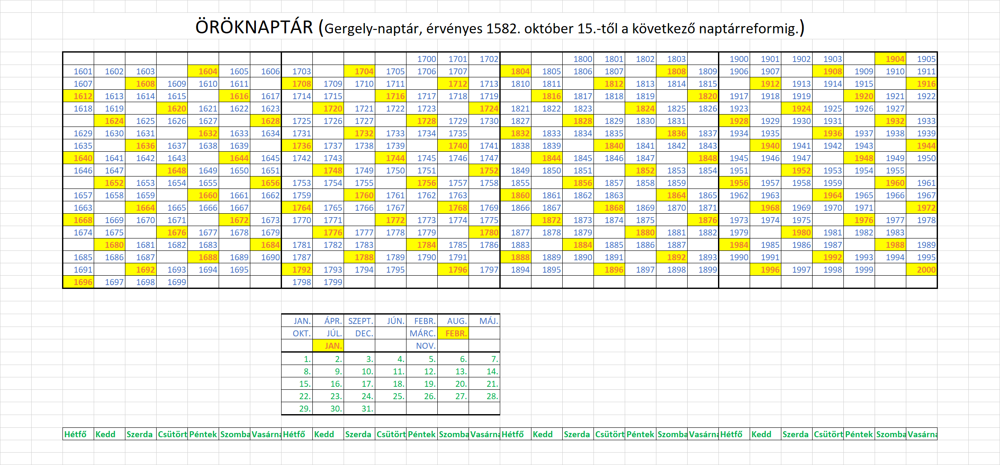 ÖRÖKNAPTÁR (Gergely-naptár, érvényes 1582. október 15.-től a következő naptárreformig.)
1700 1701 1702 1800 1801 1802 1803 1900 1901 1902 1903 1904 1905
1601 1602 1603 1604 1605 1606 1703 1704 1705 1706 1707 1804 1805 1806 1807 1808 1809 1906 1907 1908 1909 1910 1911
1607 1608 1609 1610 1611 1708 1709 1710 1711 1712 1713 1810 1811 1812 1813 1814 1815 1912 1913 1914 1915 1916
1612 1613 1614 1615 1616 1617 1714 1715 1716 1717 1718 1719 1816 1817 1818 1819 1820 1917 1918 1919 1920 1921 1922
1618 1619 1620 1621 1622 1623 1720 1721 1722 1723 1724 1821 1822 1823 1824 1825 1826 1923 1924 1925 1926 1927
1624 1625 1626 1627 1628 1725 1726 1727 1728 1729 1730 1827 1828 1829 1830 1831 1928 1929 1930 1931 1932 1933
1629 1630 1631 1632 1633 1634 1731 1732 1733 1734 1735 1832 1833 1834 1835 1836 1837 1934 1935 1936 1937 1938 1939
1635 1636 1637 1638 1639 1736 1737 1738 1739 1740 1741 1838 1839 1840 1841 1842 1843 1940 1941 1942 1943 1944
1640 1641 1642 1643 1644 1645 1742 1743 1744 1745 1746 1747 1844 1845 1846 1847 1848 1945 1946 1947 1948 1949 1950
1646 1647 1648 1649 1650 1651 1748 1749 1750 1751 1752 1849 1850 1851 1852 1853 1854 1951 1952 1953 1954 1955
1652 1653 1654 1655 1656 1753 1754 1755 1756 1757 1758 1855 1856 1857 1858 1859 1956 1957 1958 1959 1960 1961
1657 1658 1659 1660 1661 1662 1759 1760 1761 1762 1763 1860 1861 1862 1863 1864 1865 1962 1963 1964 1965 1966 1967
1663 1664 1665 1666 1667 1764 1765 1766 1767 1768 1769 1866 1867 1868 1869 1870 1871 1968 1969 1970 1971 1972
1668 1669 1670 1671 1672 1673 1770 1771 1772 1773 1774 1775 1872 1873 1874 1875 1876 1973 1974 1975 1976 1977 1978
1674 1675 1676 1677 1678 1679 1776 1777 1778 1779 1780 1877 1878 1879 1880 1881 1882 1979 1980 1981 1982 1983
1680 1681 1682 1683 1684 1781 1782 1783 1784 1785 1786 1883 1884 1885 1886 1887 1984 1985 1986 1987 1988 1989
1685 1686 1687 1688 1689 1690 1787 1788 1789 1790 1791 1888 1889 1890 1891 1892 1893 1990 1991 1992 1993 1994 1995
1691 1692 1693 1694 1695 1792 1793 1794 1795 1796 1797 1894 1895 1896 1897 1898 1899 1996 1997 1998 1999 2000
1696 1697 1698 1699 1798 1799
JAN. ÁPR. SZEPT. JÚN. FEBR. AUG. MÁJ.
OKT. JÚL. DEC. MÁRC. FEBR.
JAN. NOV.
1. 2. 3. 4. 5. 6. 7.
8. 9. 10. 11. 12. 13. 14.
15. 16. 17. 18. 19. 20. 21.
22. 23. 24. 25. 26. 27. 28.
29. 30. 31.
Hétfő Kedd Szerda Csütört Péntek Szomba Vasárna Hétfő Kedd Szerda Csütört Péntek Szomba Vasárna Hétfő Kedd Szerda Csütört Péntek Szomba Vasárna Hétfő Kedd Szerda Csütört Péntek Szomba Vasárna